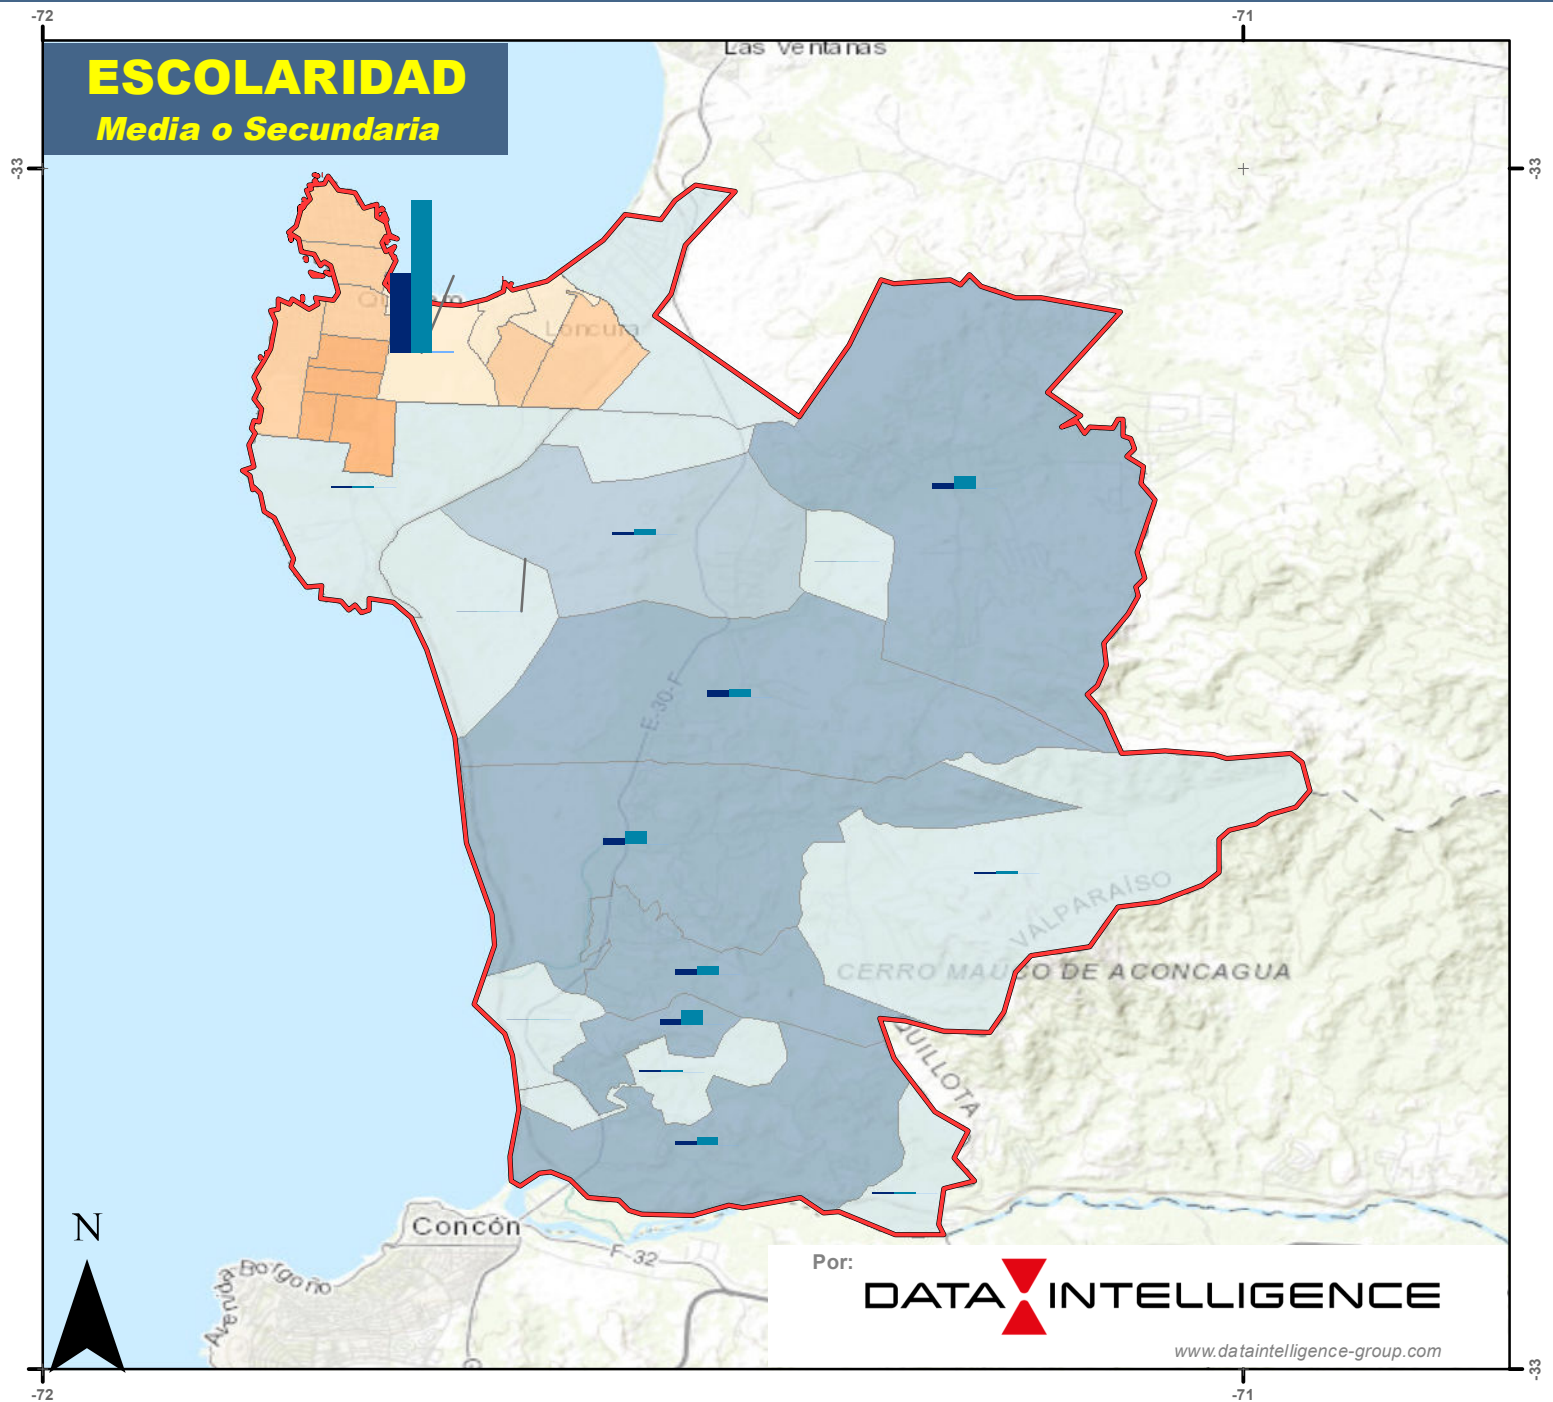 -72
-71
Las Ventanas
ESCOLARIDAD
Media o Secundaria
-33
-33
Loncura
E-30-F
VALPARAÍSO
CERRO MAUCO DE ACONCAGUA
QUILLOTA
N
Concón
F-32
Avenida Borgoño
Por:
DATA INTELLIGENCE
www.dataintelligence-group.com
-33
-72
-71